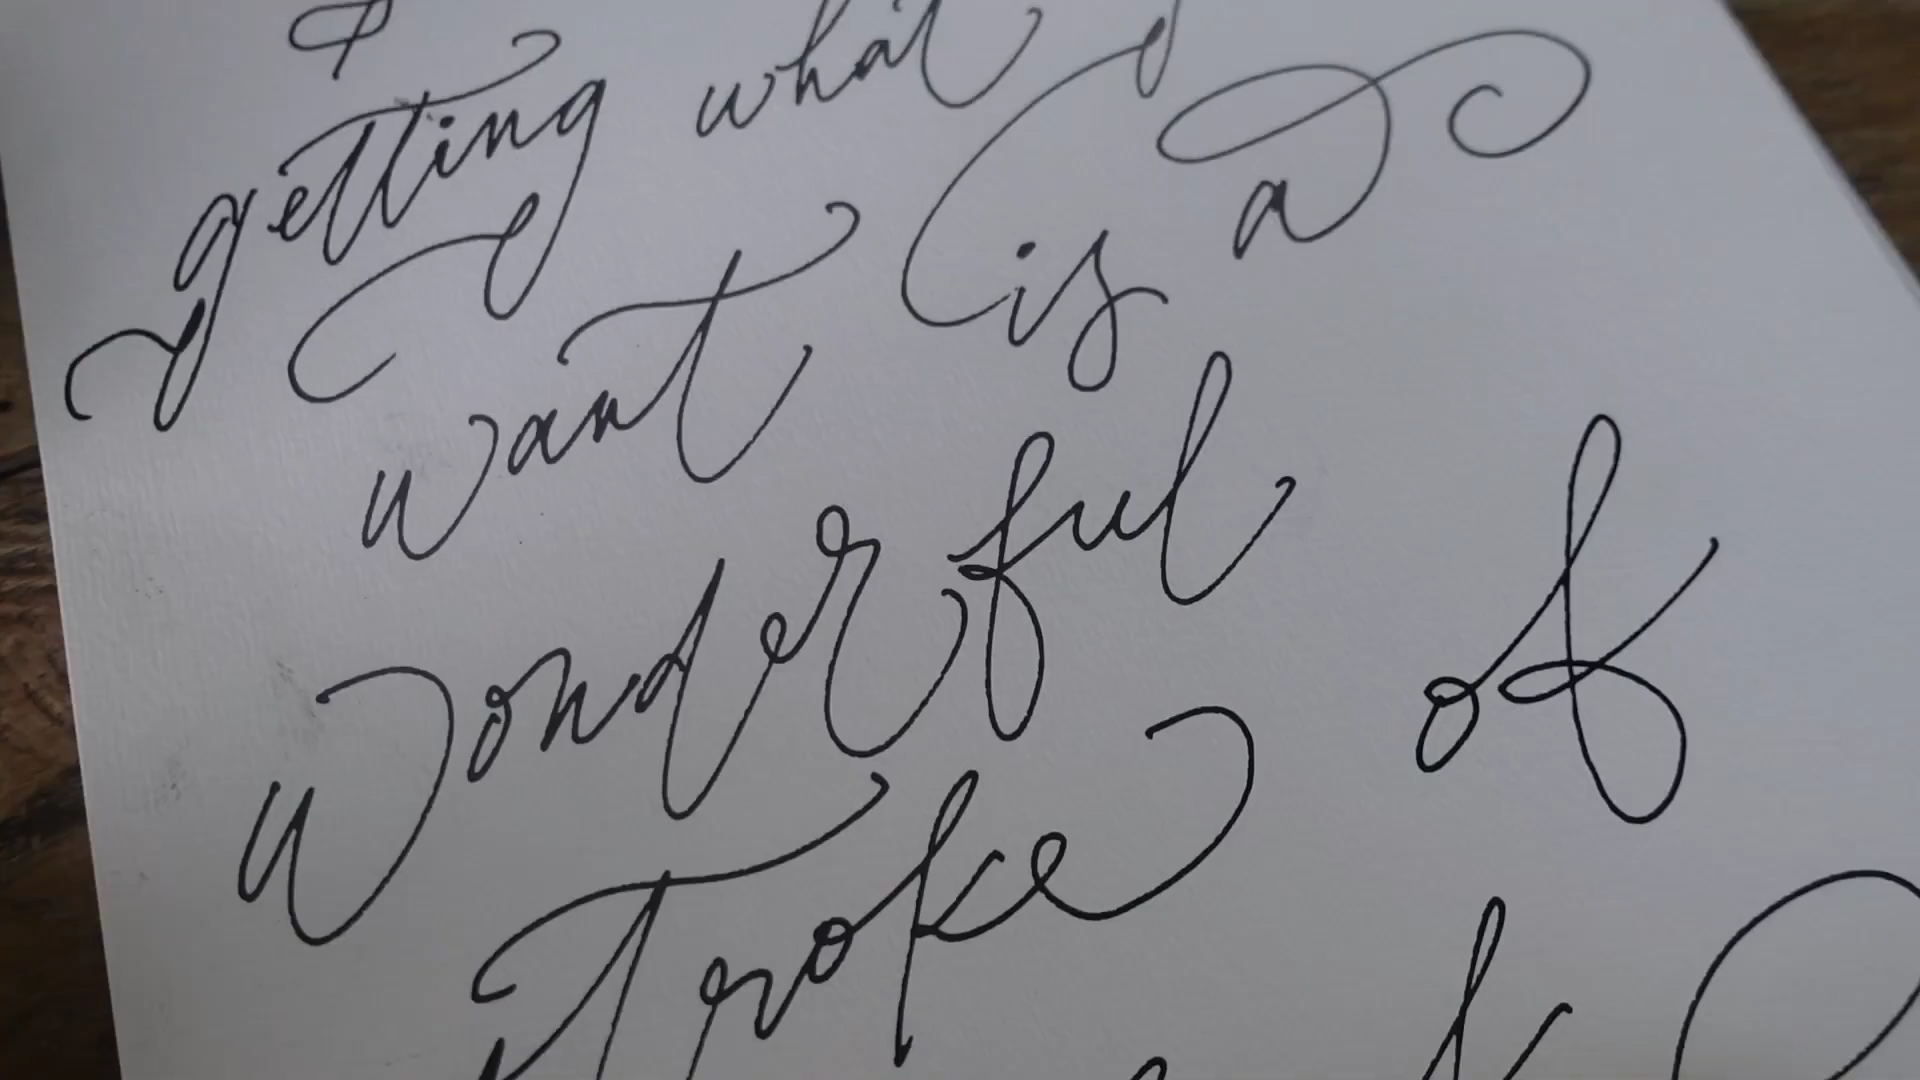 getting what
want is a
wonderful
stroke of